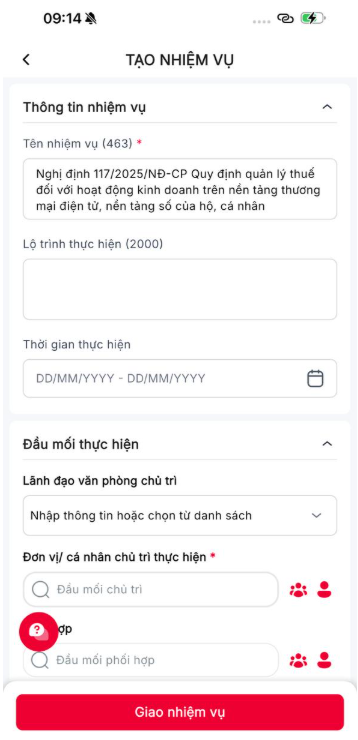 09:14
TẠO NHIỆM VỤ
Thông tin nhiệm vụ
Tên nhiệm vụ (463) *
Nghị định 117/2025/NĐ-CP Quy định quản lý thuế
đối với hoạt động kinh doanh trên nền tảng thương
mại điện tử, nền tảng số của hộ, cá nhân
Lộ trình thực hiện (2000)
Thời gian thực hiện
DD/MM/YYYY - DD/MM/YYYY
Đầu mối thực hiện
Lãnh đạo văn phòng chủ trì
Nhập thông tin hoặc chọn từ danh sách
Đơn vị/ cá nhân chủ trì thực hiện *
Đầu mối chủ trì
ợp
Đầu mối phối hợp
Giao nhiệm vụ